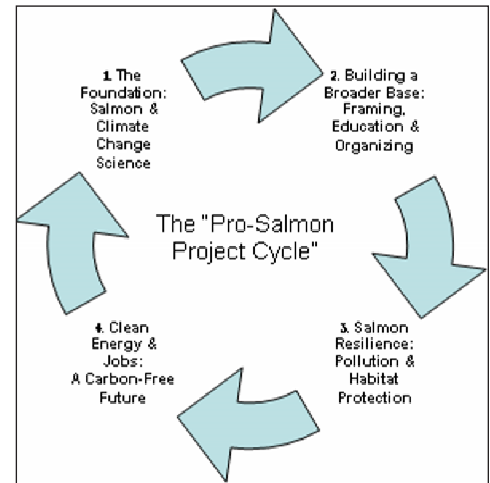 1. The
Foundation:
Salmon &
Climate
Change
Science
2. Building a
Broader Base:
Framing,
Education &
Organizing
The "Pro-Salmon
Project Cycle"
3. Salmon
Resilience:
Pollution &
Habitat
Protection
4. Clean
Energy &
Jobs:
A Carbon-Free
Future